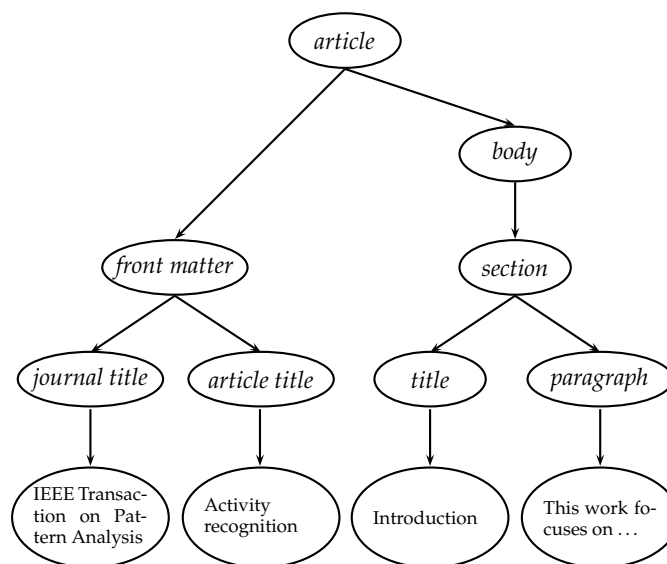 article
body
front matter
section
journal title
article title
title
paragraph
IEEE Transac-
tion on Pat-
tern Analysis
Activity
recognition
Introduction
This work fo-
cuses on ...